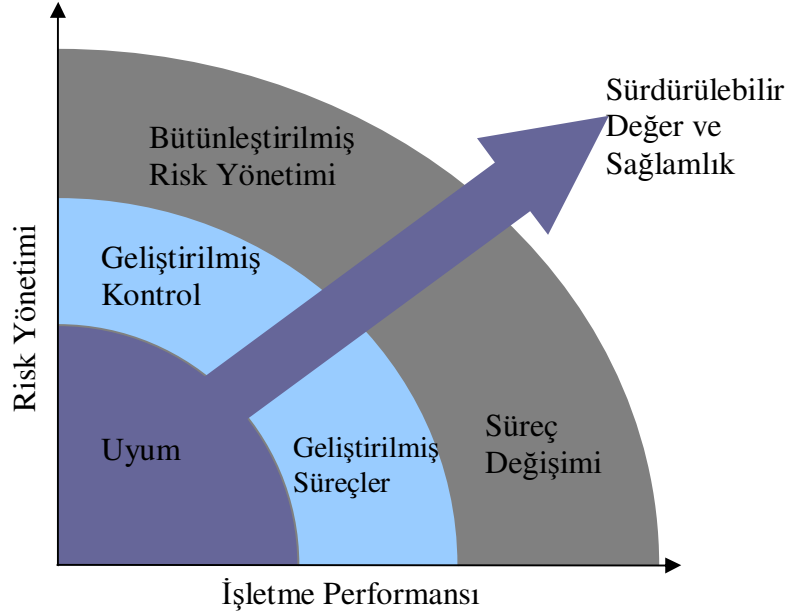 Sürdürülebilir
Değer ve
Sağlamlık
Bütünleştirilmiş
Risk Yönetimi
Geliştirilmiş
Kontrol
Risk Yönetimi
Uyum
Geliştirilmiş
Süreçler
Süreç
Değişimi
İşletme Performansı